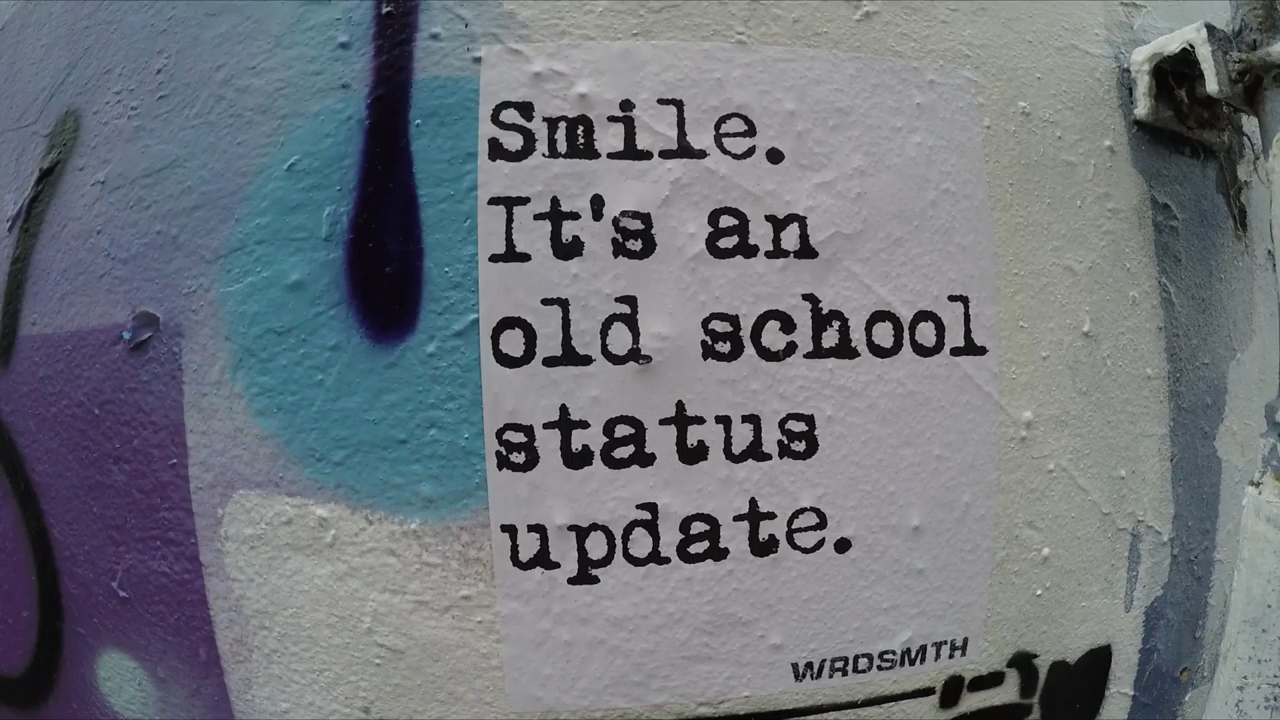 Smile.
It's an
old school
status
update.
WRDSMTH